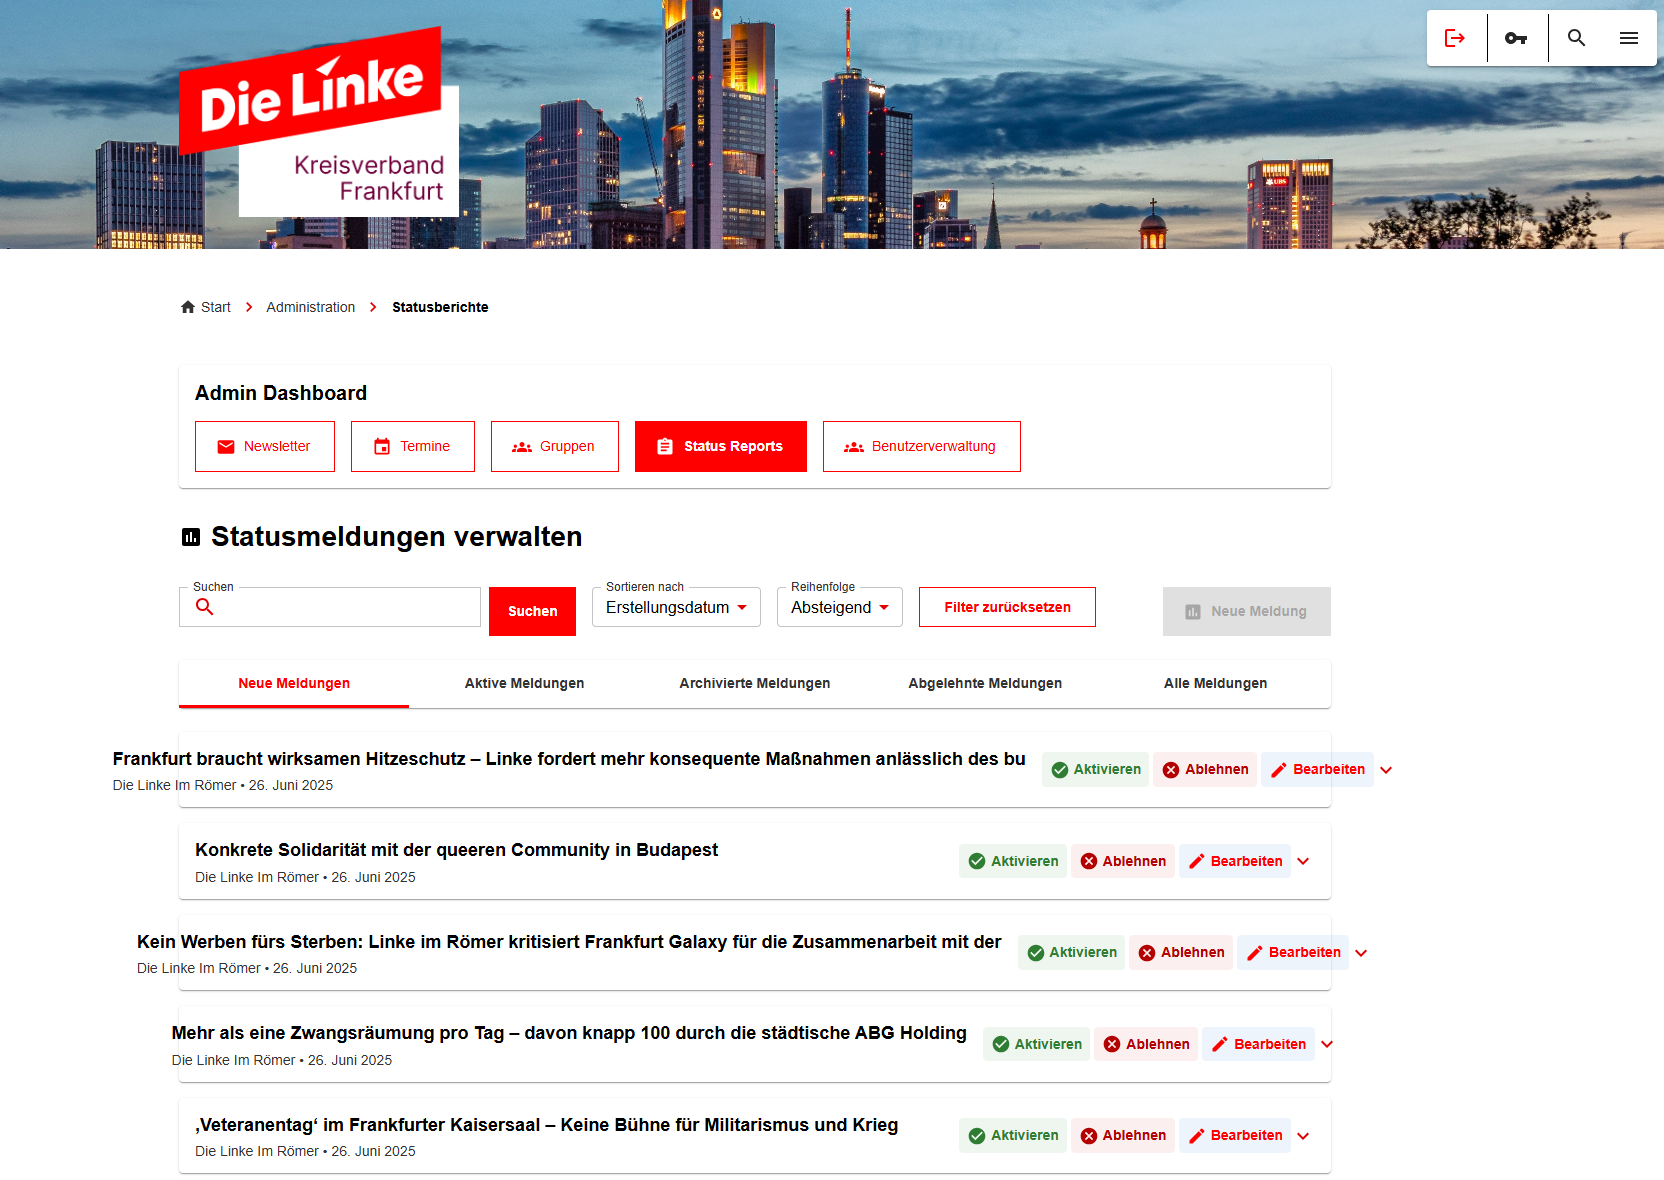 Die Linke
Kreisverband
Frankfurt
UBS
Start
Administration
Statusberichte
Admin Dashboard
Newsletter
Termine
Gruppen
Status Reports
Benutzerverwaltung
Statusmeldungen verwalten
Suchen
Suchen
Sortieren nach
Erstellungsdatum
Reihenfolge
Absteigend
Filter zurücksetzen
Neue Meldung
Neue Meldungen
Aktive Meldungen
Archivierte Meldungen
Abgelehnte Meldungen
Alle Meldungen
Frankfurt braucht wirksamen Hitzeschutz – Linke fordert mehr konsequente Maßnahmen anlässlich des bu
Die Linke Im Römer • 26. Juni 2025
Aktivieren
Ablehnen
Bearbeiten
Konkrete Solidarität mit der queeren Community in Budapest
Die Linke Im Römer • 26. Juni 2025
Aktivieren
Ablehnen
Bearbeiten
Kein Werben fürs Sterben: Linke im Römer kritisiert Frankfurt Galaxy für die Zusammenarbeit mit der
Die Linke Im Römer • 26. Juni 2025
Aktivieren
Ablehnen
Bearbeiten
Mehr als eine Zwangsräumung pro Tag – davon knapp 100 durch die städtische ABG Holding
Die Linke Im Römer • 26. Juni 2025
Aktivieren
Ablehnen
Bearbeiten
‚Veteranentag‘ im Frankfurter Kaisersaal – Keine Bühne für Militarismus und Krieg
Die Linke Im Römer • 26. Juni 2025
Aktivieren
Ablehnen
Bearbeiten